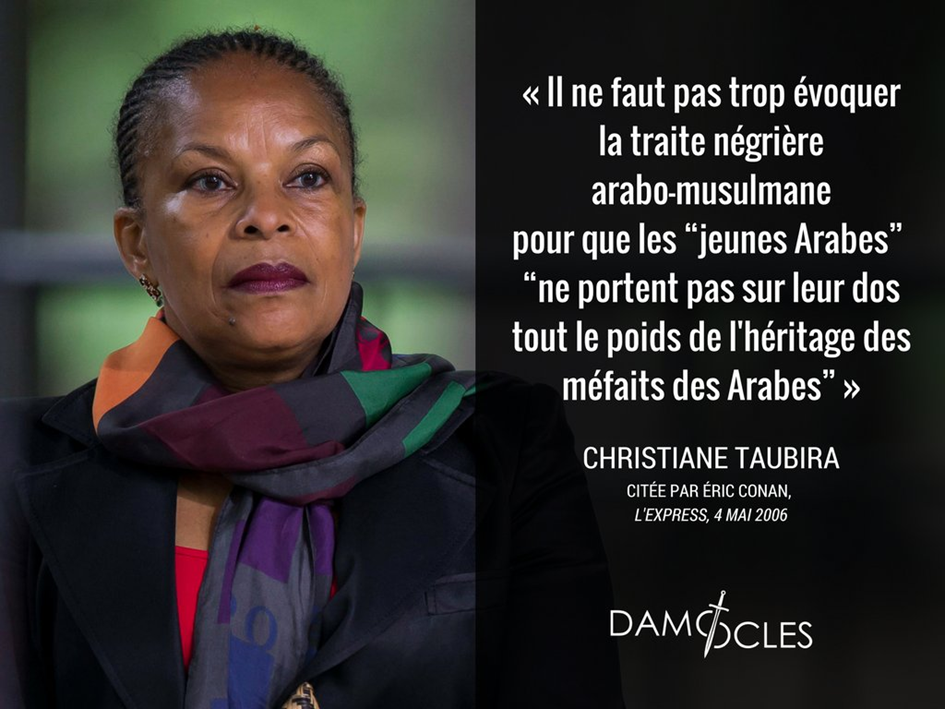 « Il ne faut pas trop évoquer
la traite négrière
arabo-musulmane
pour que les “jeunes Arabes”
“ne portent pas sur leur dos
tout le poids de l'héritage des
méfaits des Arabes” »
CHRISTIANE TAUBIRA
CITÉE PAR ÉRIC CONAN,
L'EXPRESS, 4 MAI 2006
DAMOCLES